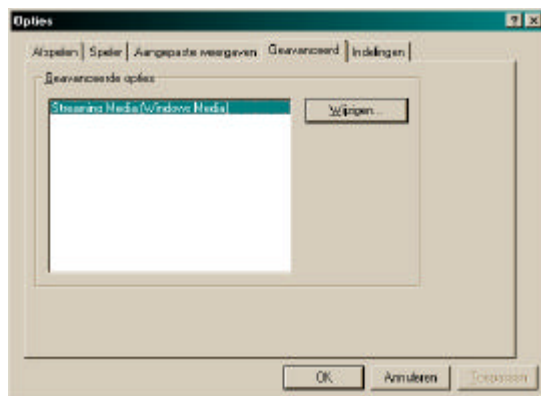 Opties
Afspelen Speler Aangepaste weergaven Geavanceerd Indelingen
Geavanceerde opties
Streaming Media (Windows Media)
Wijzigen...
OK Annuleren Toepassen